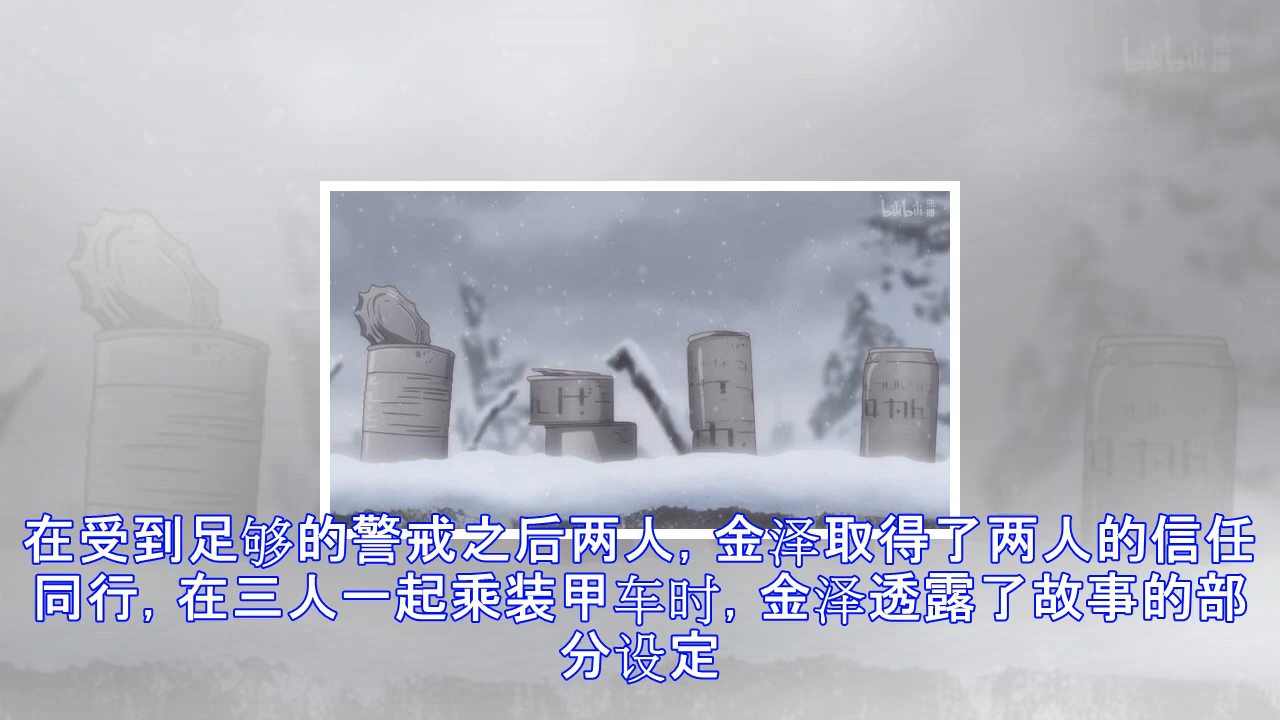 bilibili
bilibili
在受到足够的警戒之后两人, 金泽取得了两人的信任
同行, 在三人一起乘装甲车时, 金泽透露了故事的部
分设定